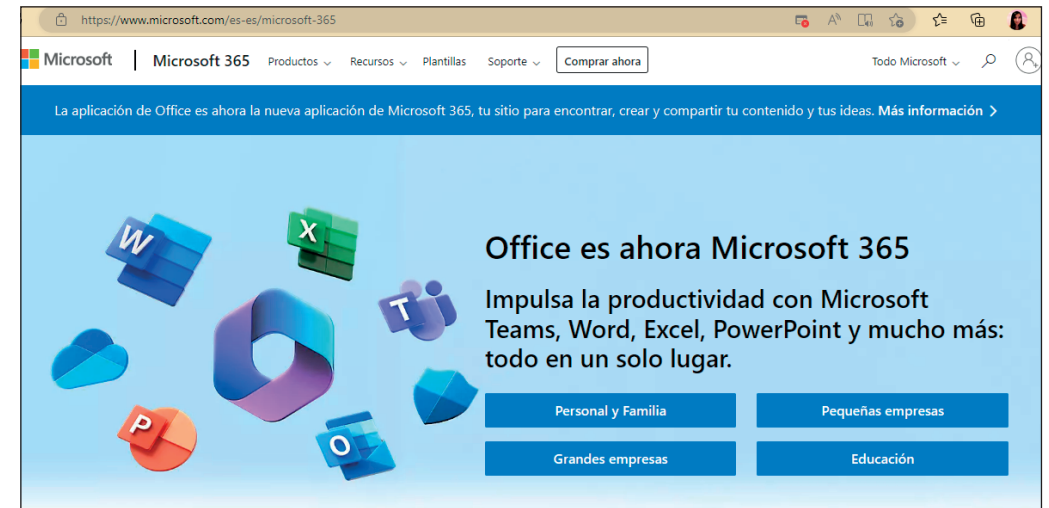 https://www.microsoft.com/es-es/microsoft-365
Microsoft Microsoft 365 Productos Recursos Plantillas Soporte Comprar ahora Todo Microsoft
La aplicación de Office es ahora la nueva aplicación de Microsoft 365, tu sitio para encontrar, crear y compartir tu contenido y tus ideas. Más información >
W
X
T
P
O
Office es ahora Microsoft 365
Impulsa la productividad con Microsoft
Teams, Word, Excel, PowerPoint y mucho más:
todo en un solo lugar.
Personal y Familia Pequeñas empresas
Grandes empresas Educación